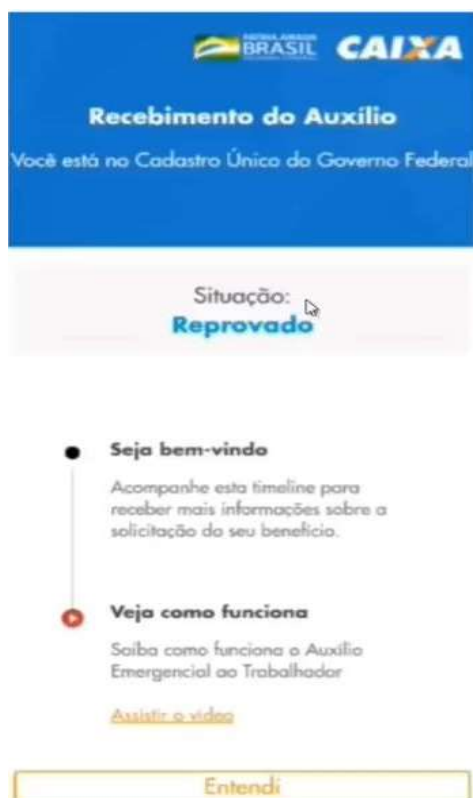 PÁTRIA AMADA
BRASIL CAIXA
Recebimento do Auxílio
Você está no Cadastro Único do Governo Federal
Situação:
Reprovado
Seja bem-vindo
Acompanhe esta timeline para
receber mais informações sobre a
solicitação do seu benefício.
Veja como funciona
Saiba como funciona o Auxílio
Emergencial ao Trabalhador
Assistir o vídeo
Entendi